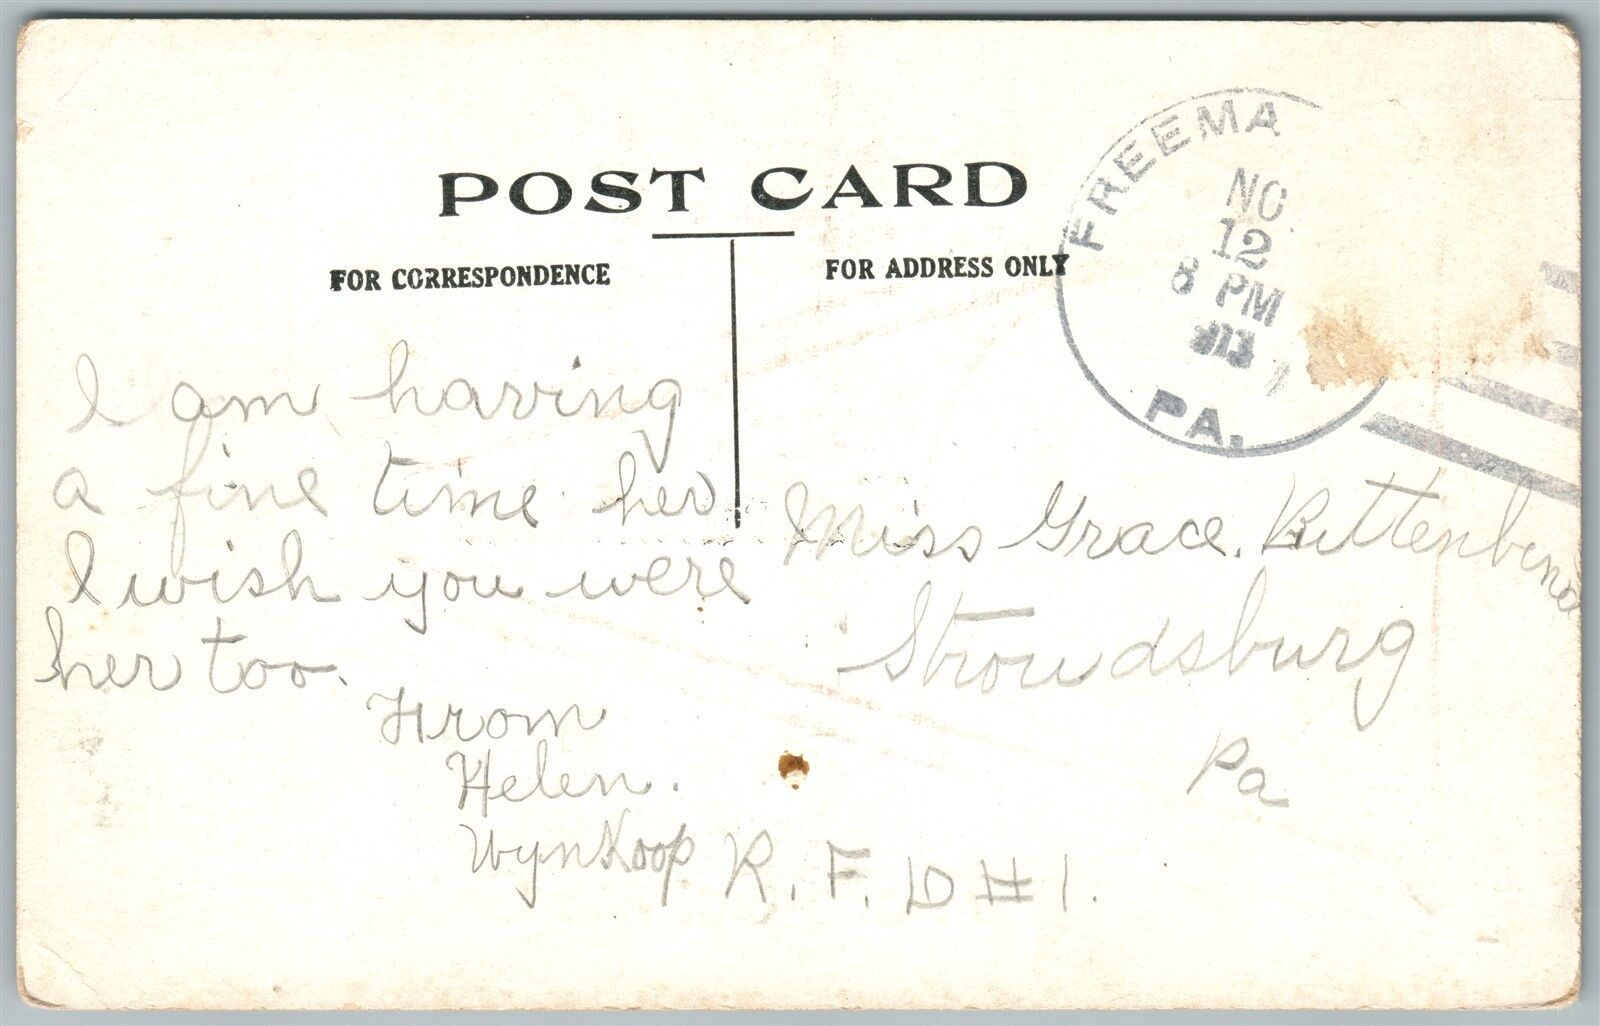 POST CARD
FOR CORRESPONDENCE
FOR ADDRESS ONLY
FREEMA
NO
12
PM
PA.
I am having
a fine time her
I wish you were
her too.
From
Helen.
Wynkoop
Miss Grace. 
Stroudsburg
Pa
R. F. D # 1.